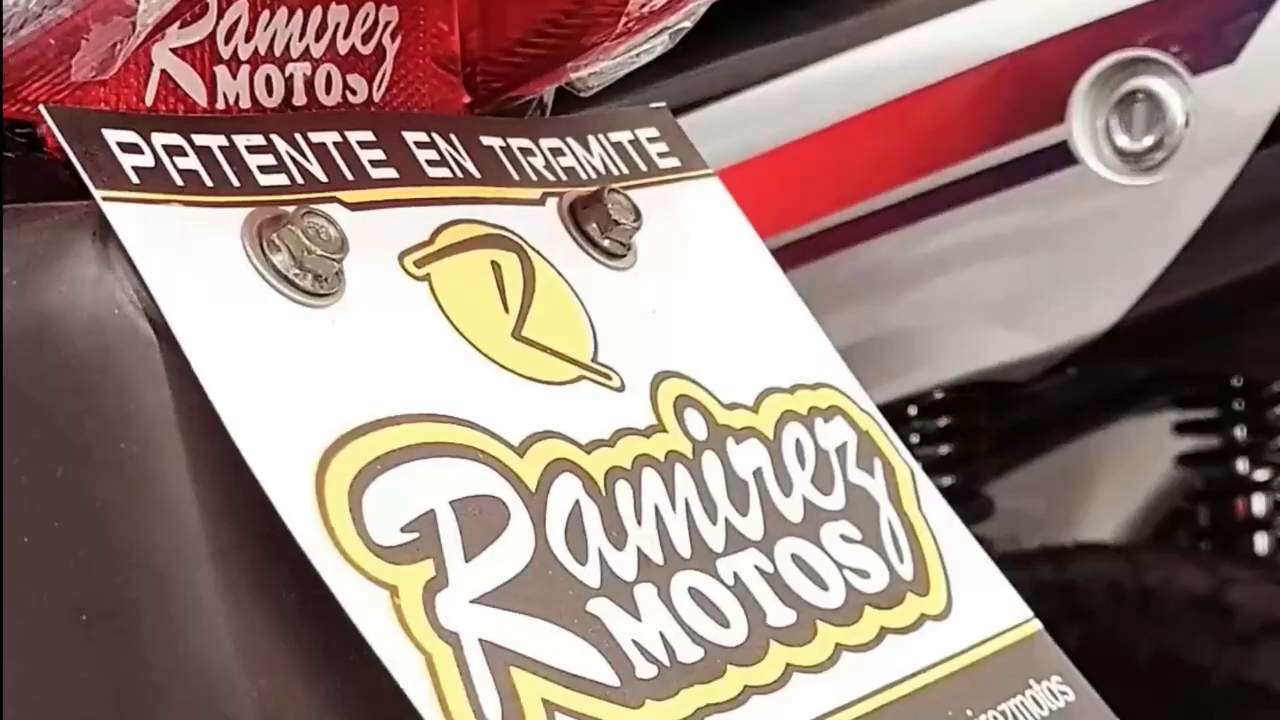 Ramirez
MOTOS
PATENTE EN TRAMITE
R
Ramirez
MOTOS